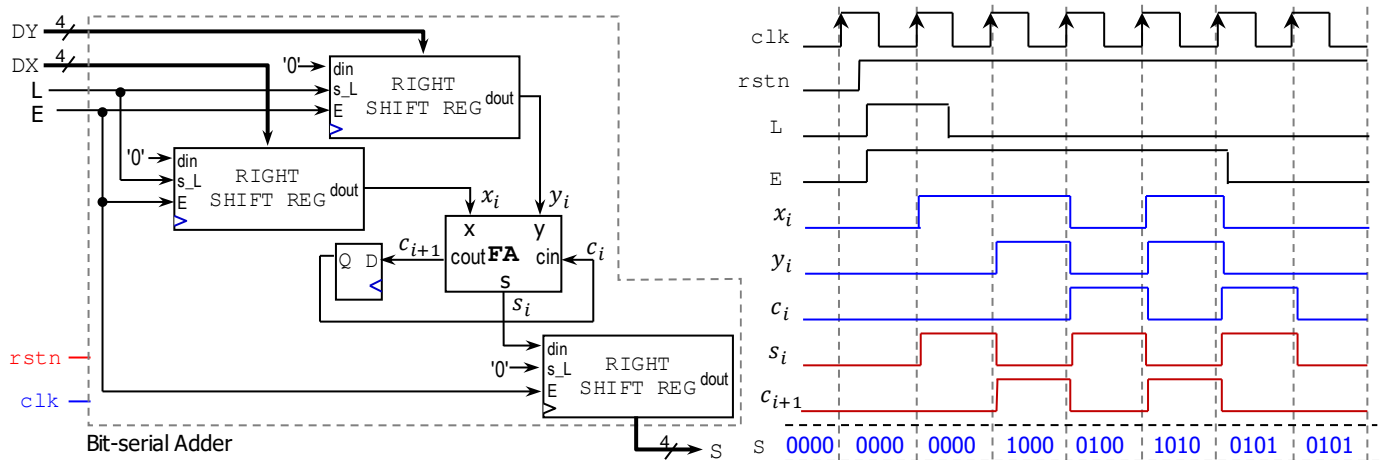 DY 4
DX 4
L
E
'0' din
s_L
E
RIGHT
SHIFT REG
dout
'0' din
s_L
E
RIGHT
SHIFT REG
dout
x_i y_i
x y
cout FA cin
s
c_{i+1}
c_i
Q D
s_i
din
'0' s_L
E
RIGHT
SHIFT REG
dout
rstn
clk
Bit-serial Adder
4 S
clk
rstn
L
E
x_i
y_i
c_i
s_i
c_{i+1}
S 0000 0000 0000 1000 0100 1010 0101 0101